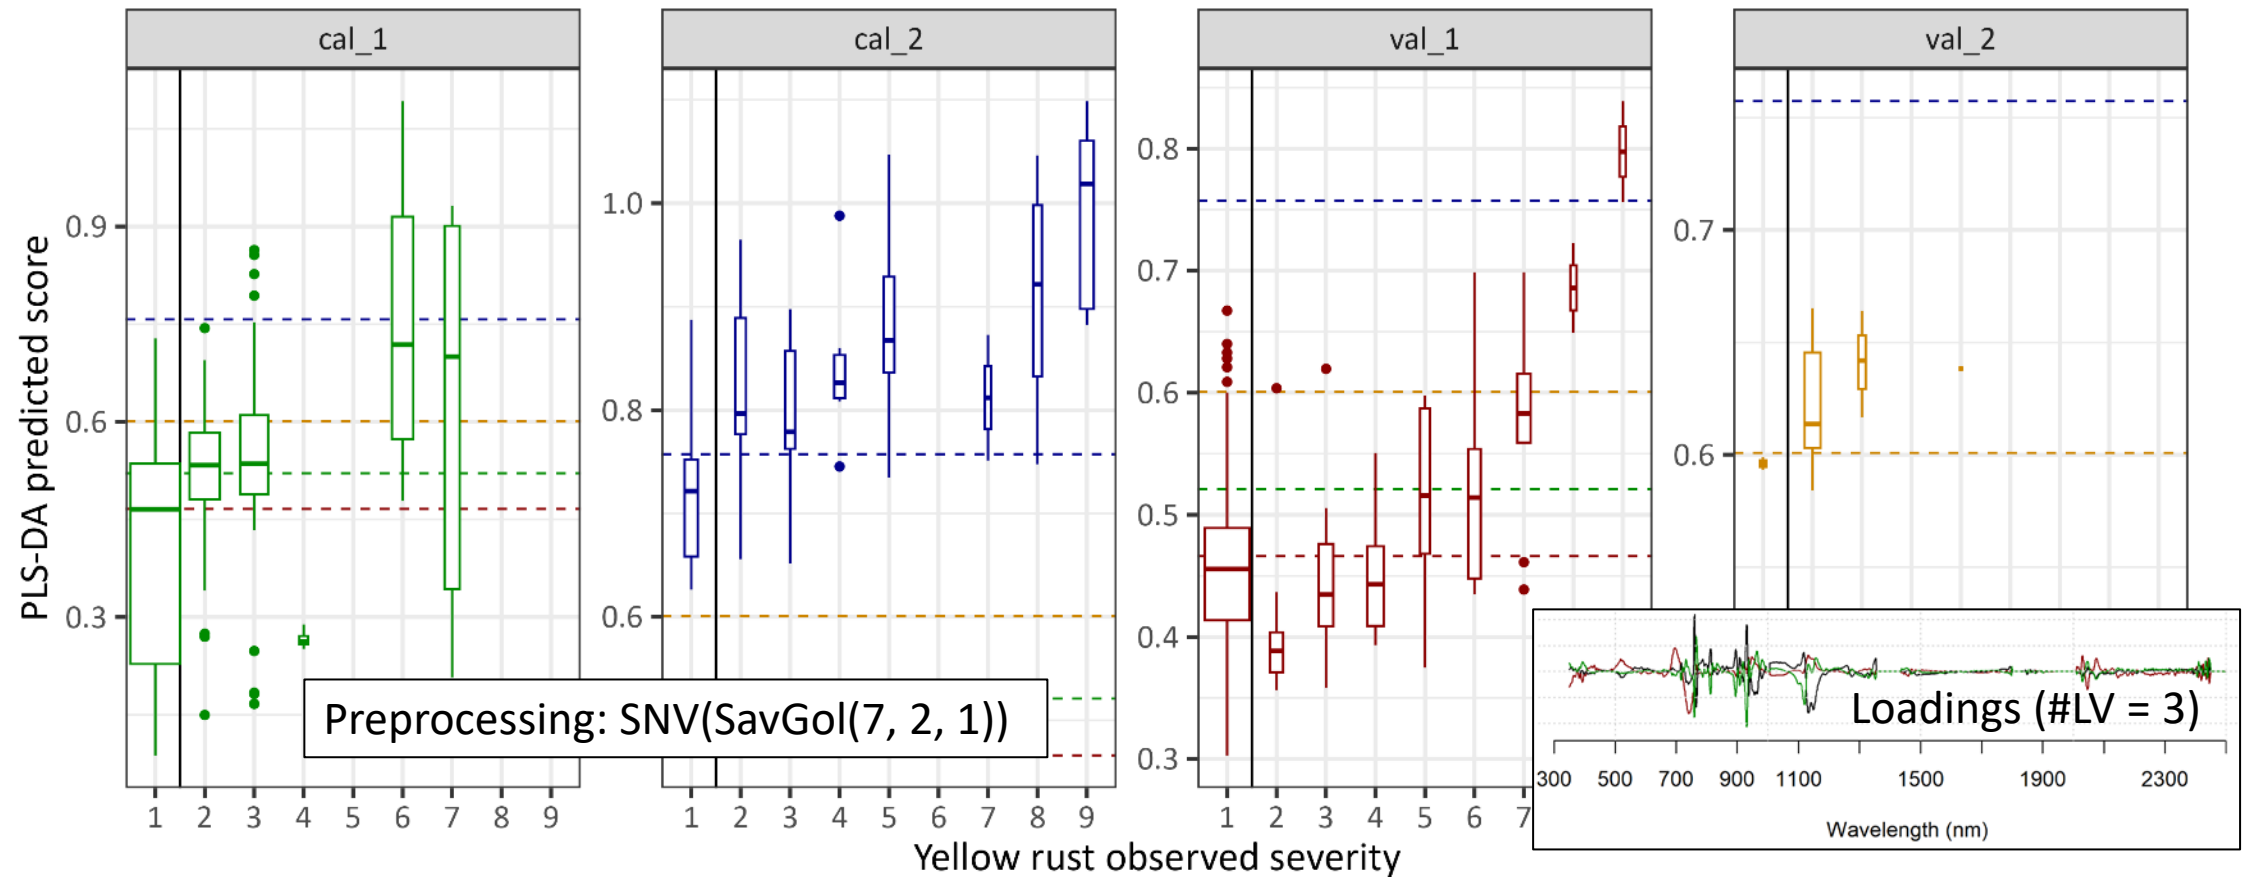 cal_1
cal_2
val_1
val_2
PLS-DA predicted score
0.9
0.6
0.3
1.0
0.8
0.6
0.8
0.7
0.6
0.5
0.4
0.3
0.7
0.6
Preprocessing: SNV(SavGol(7, 2, 1))
Loadings (#LV = 3)
300 500 700 900 1100 1500 1900 2300
Wavelength (nm)
1 2 3 4 5 6 7 8 9
1 2 3 4 5 6 7 8 9
1 2 3 4 5 6 7
Yellow rust observed severity